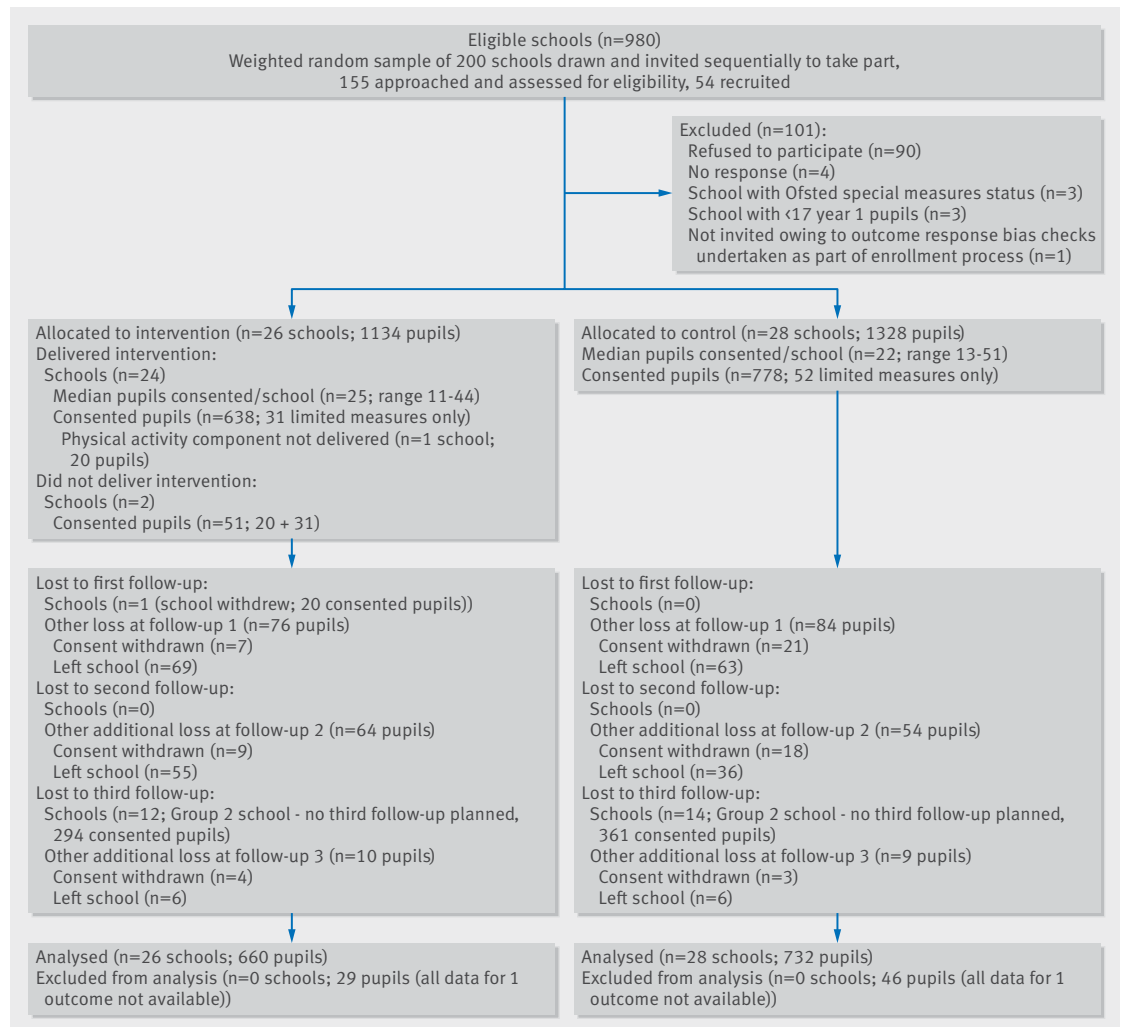 Eligible schools (n=980)
Weighted random sample of 200 schools drawn and invited sequentially to take part,
155 approached and assessed for eligibility, 54 recruited
Excluded (n=101):
Refused to participate (n=90)
No response (n=4)
School with Ofsted special measures status (n=3)
School with <17 year 1 pupils (n=3)
Not invited owing to outcome response bias checks
undertaken as part of enrollment process (n=1)
Allocated to intervention (n=26 schools; 1134 pupils)
Delivered intervention:
Schools (n=24)
Median pupils consented/school (n=25; range 11-44)
Consented pupils (n=638; 31 limited measures only)
Physical activity component not delivered (n=1 school;
20 pupils)
Did not deliver intervention:
Schools (n=2)
Consented pupils (n=51; 20 + 31)
Allocated to control (n=28 schools; 1328 pupils)
Median pupils consented/school (n=22; range 13-51)
Consented pupils (n=778; 52 limited measures only)
Lost to first follow-up:
Schools (n=1 (school withdrew; 20 consented pupils))
Other loss at follow-up 1 (n=76 pupils)
Consent withdrawn (n=7)
Left school (n=69)
Lost to second follow-up:
Schools (n=0)
Other additional loss at follow-up 2 (n=64 pupils)
Consent withdrawn (n=9)
Left school (n=55)
Lost to third follow-up:
Schools (n=12; Group 2 school - no third follow-up planned,
294 consented pupils)
Other additional loss at follow-up 3 (n=10 pupils)
Consent withdrawn (n=4)
Left school (n=6)
Lost to first follow-up:
Schools (n=0)
Other loss at follow-up 1 (n=84 pupils)
Consent withdrawn (n=21)
Left school (n=63)
Lost to second follow-up:
Schools (n=0)
Other additional loss at follow-up 2 (n=54 pupils)
Consent withdrawn (n=18)
Left school (n=36)
Lost to third follow-up:
Schools (n=14; Group 2 school - no third follow-up planned,
361 consented pupils)
Other additional loss at follow-up 3 (n=9 pupils)
Consent withdrawn (n=3)
Left school (n=6)
Analysed (n=26 schools; 660 pupils)
Excluded from analysis (n=0 schools; 29 pupils (all data for 1
outcome not available))
Analysed (n=28 schools; 732 pupils)
Excluded from analysis (n=0 schools; 46 pupils (all data for 1
outcome not available))